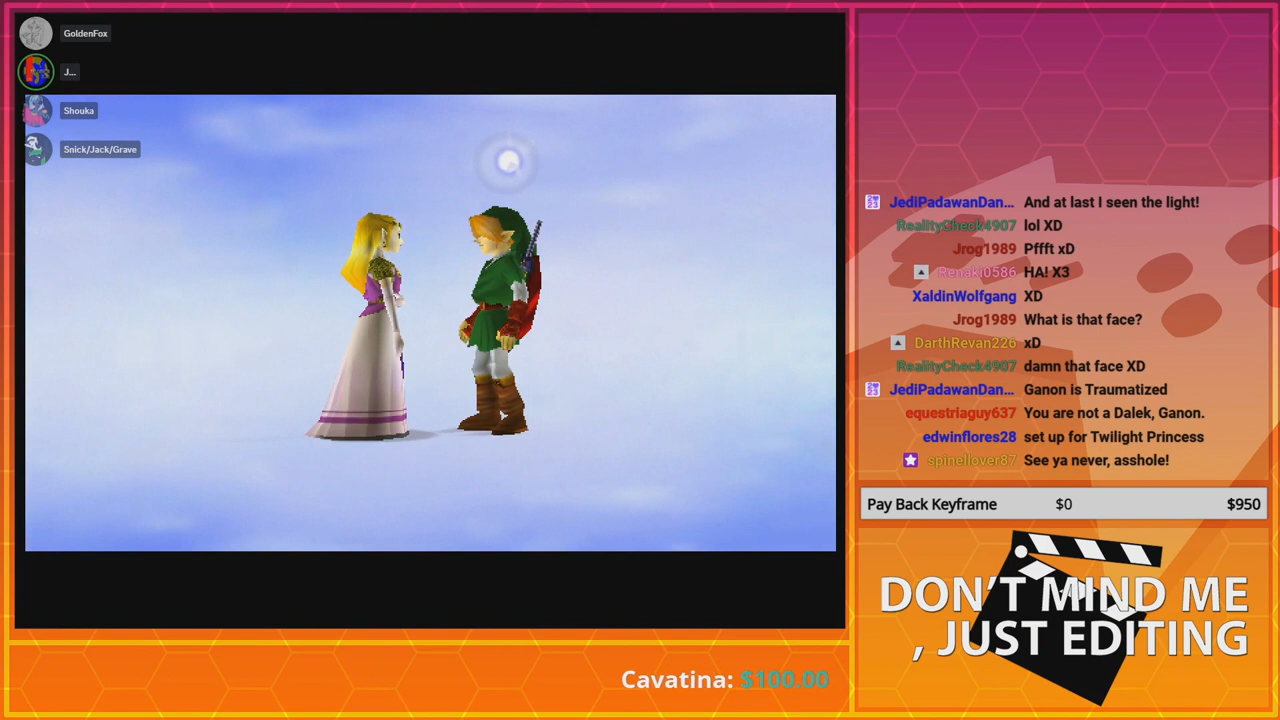 GoldenFox
J...
Shouka
Snick/Jack/Grave
JediPadawanDan... And at last I seen the light!
RealityCheck4907 lol XD
Jrog1989 Pffft xD
Renaki0586 HA! X3
XaldinWolfgang XD
Jrog1989 What is that face?
DarthRevan226 xD
RealityCheck4907 damn that face XD
JediPadawanDan... Ganon is Traumatized
equestriaguy637 You are not a Dalek, Ganon.
edwinflores28 set up for Twilight Princess
spinellover87 See ya never, asshole!
Pay Back Keyframe $0 $950
DON'T MIND ME
, JUST EDITING
Cavatina: $100.00